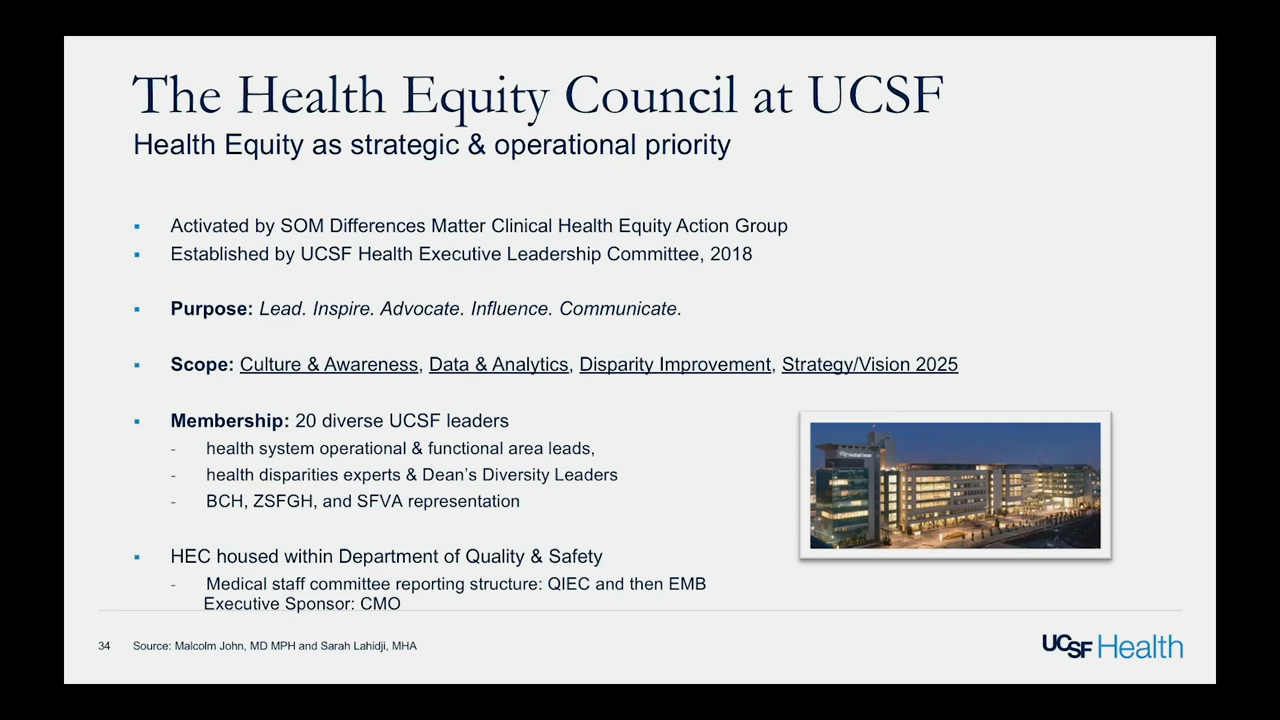 The Health Equity Council at UCSF
Health Equity as strategic & operational priority
▪ Activated by SOM Differences Matter Clinical Health Equity Action Group
▪ Established by UCSF Health Executive Leadership Committee, 2018
▪ Purpose: Lead. Inspire. Advocate. Influence. Communicate.
▪ Scope: Culture & Awareness, Data & Analytics, Disparity Improvement, Strategy/Vision 2025
▪ Membership: 20 diverse UCSF leaders
- health system operational & functional area leads,
- health disparities experts & Dean’s Diversity Leaders
- BCH, ZSFGH, and SFVA representation
▪ HEC housed within Department of Quality & Safety
- Medical staff committee reporting structure: QIEC and then EMB
Executive Sponsor: CMO
34 Source: Malcolm John, MD MPH and Sarah Lahidji, MHA
UCSF Health